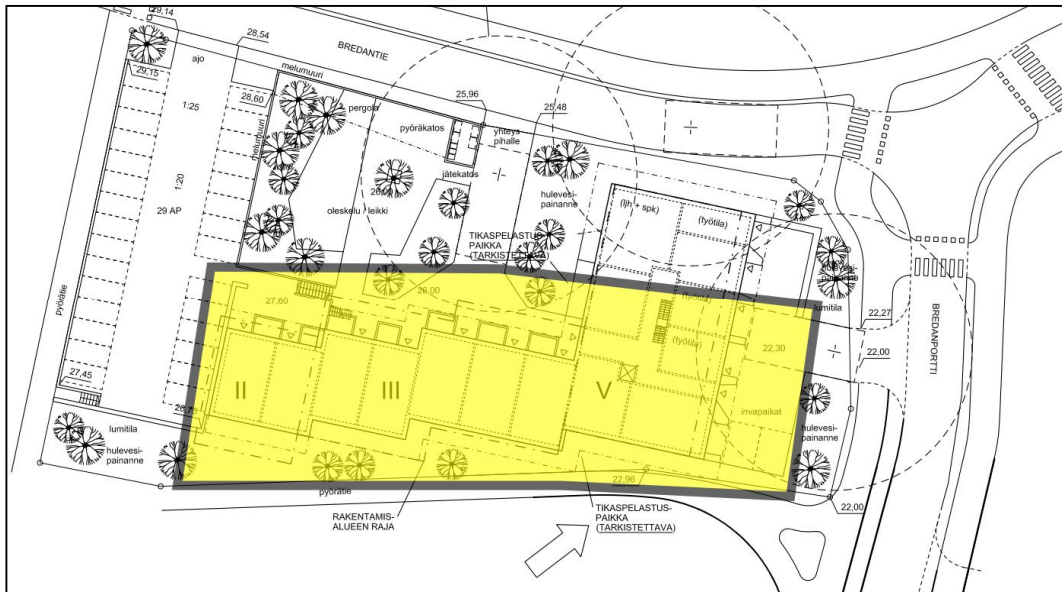 29,14
28,54
BREDANTIE
29,15
ajo
melumuuri
1:25
28,60
pergola
25,96
25,48
melumuuri
pyöräkatos
yhteys
pihalle
jätekatos
1:20
29 AP
oleskelu / leikki
hulevesi-
painanne
(ljh + spk)
(työtila)
TIKASPELASTUS-
PAIKKA
(TARKISTETTAVA)
pyörätie
27,60
26,00
(työtila)
(työtila)
lumitila
22,27
22,30
22,00
BREDANPORTTI
27,45
II
III
V
invapaikat
lumitila
hulevesi-
painanne
hulevesi-
painanne
pyörätie
22,96
22,00
RAKENTAMIS-
ALUEEN RAJA
TIKASPELASTUS-
PAIKKA
(TARKISTETTAVA)